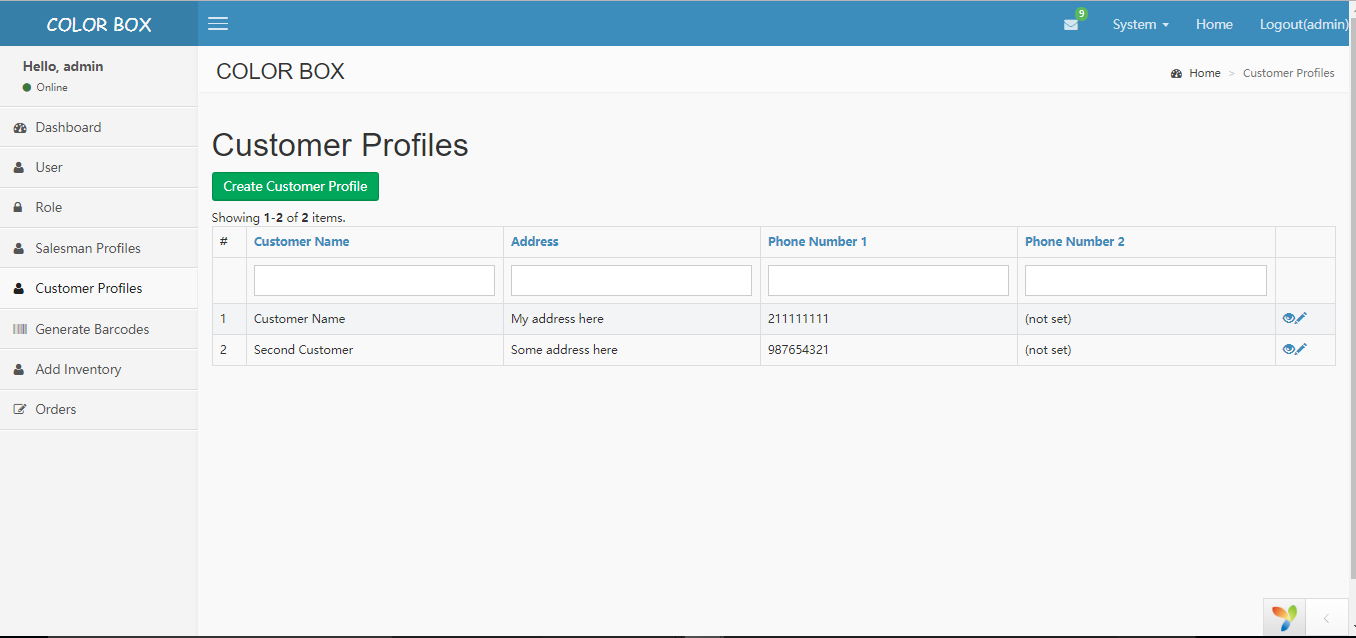 COLOR BOX
9
System
Home
Logout(admin)
Hello, admin
Online
COLOR BOX
Home > Customer Profiles
Dashboard
User
Role
Salesman Profiles
Customer Profiles
Generate Barcodes
Add Inventory
Orders
Customer Profiles
Create Customer Profile
Showing 1-2 of 2 items.
# Customer Name Address Phone Number 1 Phone Number 2
1 Customer Name My address here 211111111 (not set)
2 Second Customer Some address here 987654321 (not set)